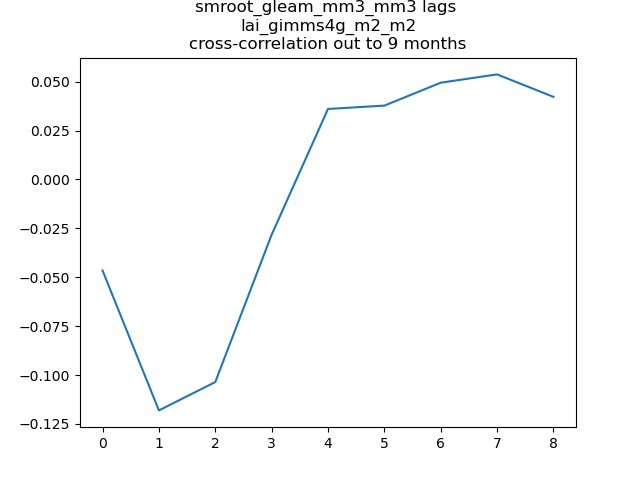 smroot_gleam_mm3_mm3 lags
lai_gimms4g_m2_m2
cross-correlation out to 9 months
0.050
0.025
0.000
−0.025
−0.050
−0.075
−0.100
−0.125
0 1 2 3 4 5 6 7 8